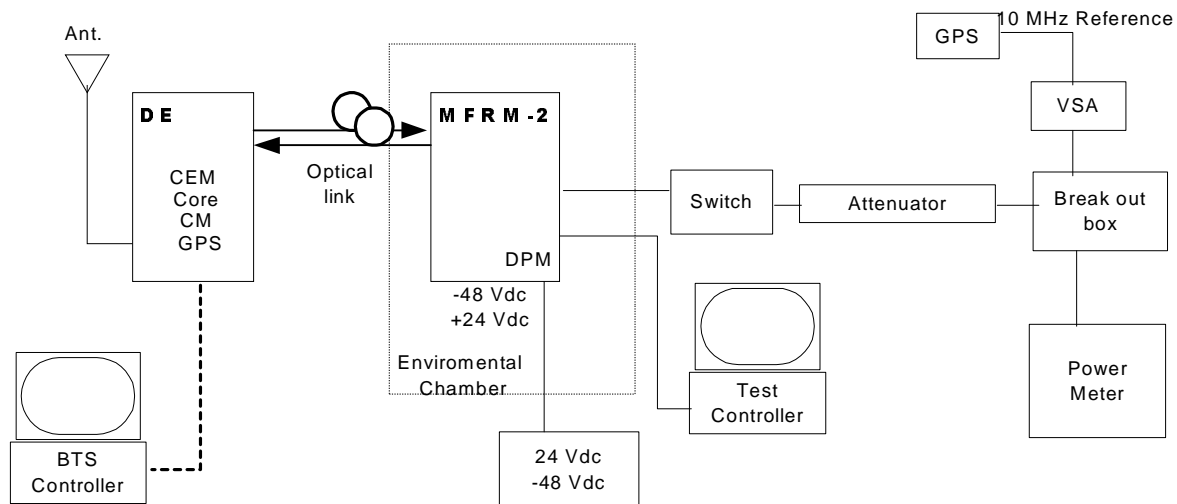 10 MHz Reference
GPS
Ant.
VSA
DE
MFRM-2
CEM
Core
CM
GPS
Optical
link
Switch
Attenuator
Break out
box
DPM
-48 Vdc
+24 Vdc
Enviromental
Chamber
Test
Controller
Power
Meter
BTS
Controller
24 Vdc
-48 Vdc